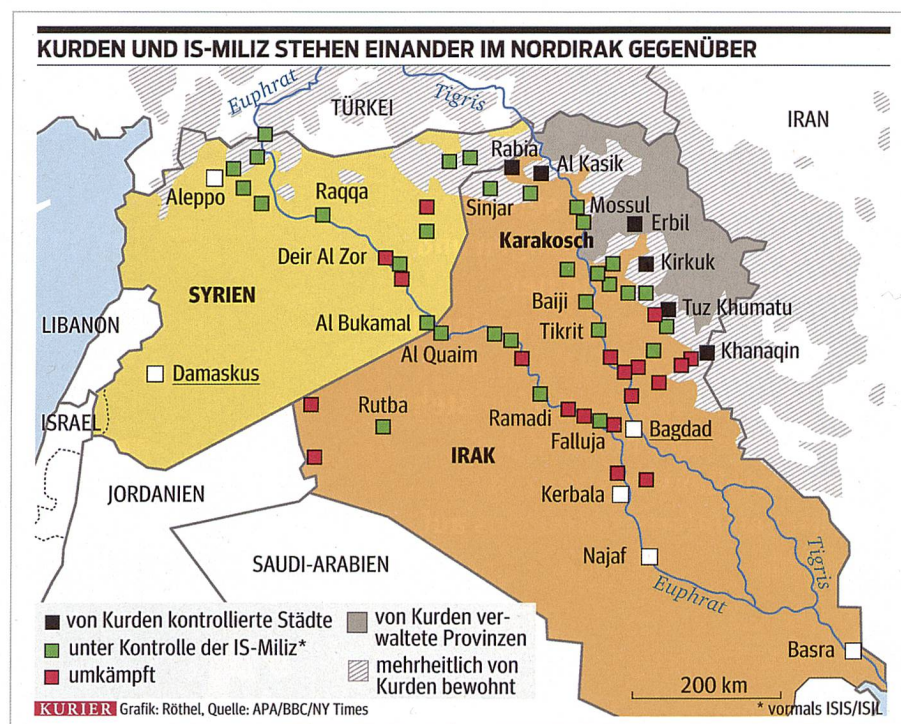 KURDEN UND IS-MILIZ STEHEN EINANDER IM NORDIRAK GEGENÜBER
Euphrat
Tigris
TÜRKEI
IRAN
Rabia
Al Kasik
Aleppo
Raqqa
Sinjar
Mossul
Erbil
Karakosch
Deir Al Zor
Kirkuk
SYRIEN
Baiji
Tuz Khumatu
LIBANON
Al Bukamal
Tikrit
Al Quaim
Khanaqin
Damaskus
ISRAEL
Rutba
Ramadi
Bagdad
Falluja
IRAK
JORDANIEN
Kerbala
SAUDI-ARABIEN
Najaf
Tigris
Euphrat
Basra
von Kurden kontrollierte Städte
unter Kontrolle der IS-Miliz*
umkämpft
von Kurden ver-
waltete Provinzen
mehrheitlich von
Kurden bewohnt
200 km
KURIER Grafik: Röthel, Quelle: APA/BBC/NY Times
* vormals ISIS/ISIL